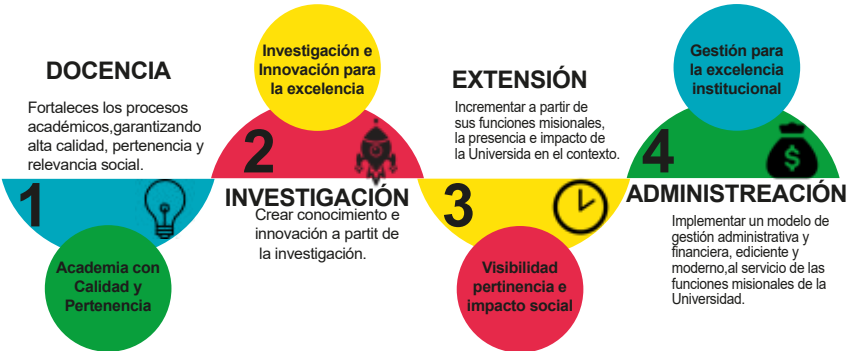 DOCENCIA
Fortaleces los procesos
académicos,garantizando
alta calidad, pertenencia y
relevancia social.
1
Academia con
Calidad y
Pertenencia
Investigación e
Innovación para
la excelencia
2
INVESTIGACIÓN
Crear conocimiento e
innovación a partit de
la investigación.
EXTENSIÓN
Incrementar a partir de
sus funciones misionales,
la presencia e impacto de
la Universida en el contexto.
3
Visibilidad
pertinencia e
impacto social
Gestión para
la excelencia
institucional
4
$
ADMINISTREACIÓN
Implementar un modelo de
gestión administrativa y
financiera, ediciente y
moderno,al servicio de las
funciones misionales de la
Universidad.